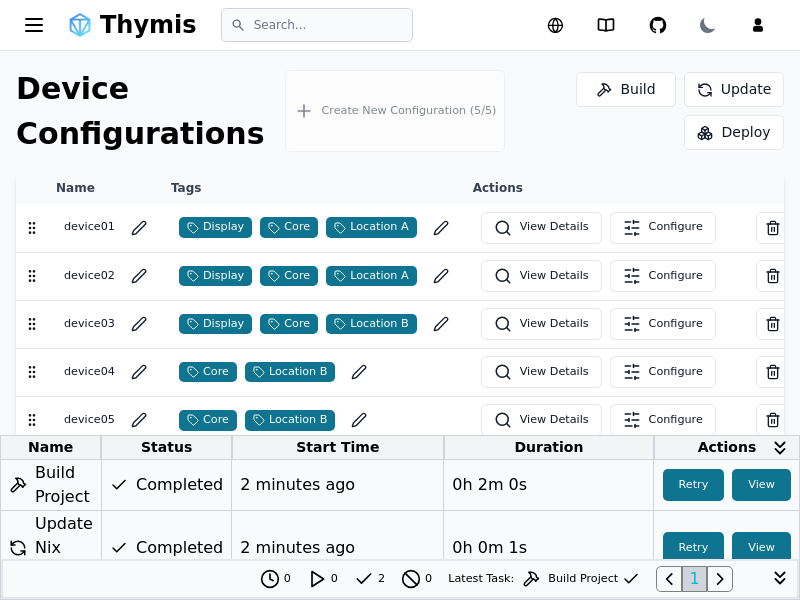 Thymis
Search...
Device
Configurations
Create New Configuration (5/5)
Build
Update
Deploy
Name Tags Actions
device01 Display Core Location A View Details Configure
device02 Display Core Location A View Details Configure
device03 Display Core Location B View Details Configure
device04 Core Location B View Details Configure
device05 Core Location B View Details Configure
Name Status Start Time Duration Actions
Build
Project Completed 2 minutes ago 0h 2m 0s Retry View
Update
Nix Completed 2 minutes ago 0h 0m 1s Retry View
0 0 2 0 Latest Task: Build Project 1